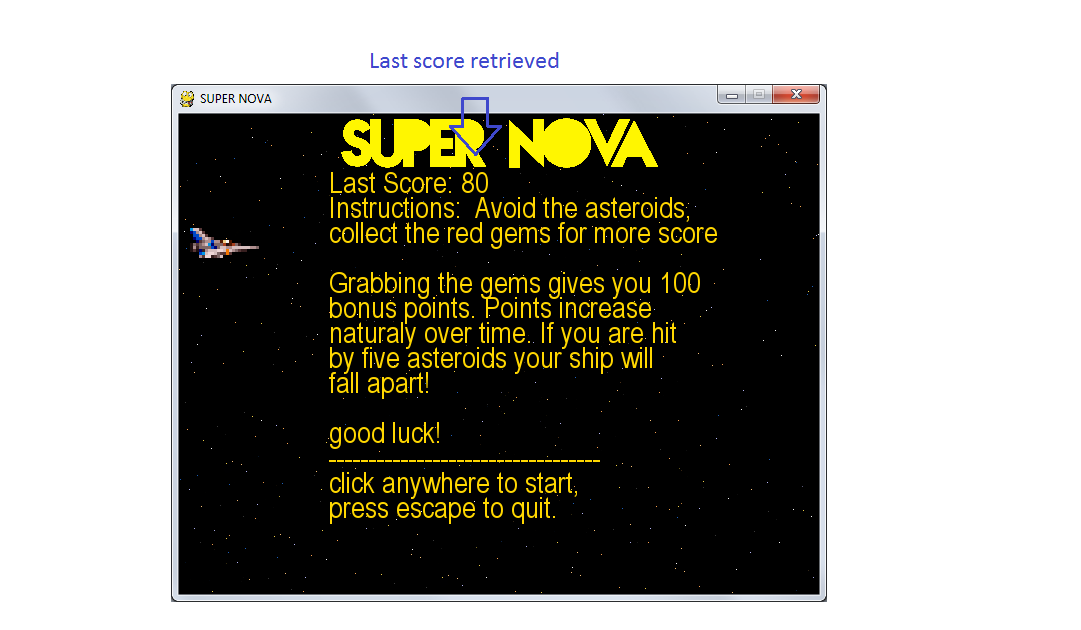 Last score retrieved
SUPER NOVA
SUPER NOVA
Last Score: 80
Instructions:  Avoid the asteroids,
collect the red gems for more score
Grabbing the gems gives you 100
bonus points. Points increase
naturaly over time. If you are hit
by five asteroids your ship will
fall apart!
good luck!
----------------------------------
click anywhere to start,
press escape to quit.